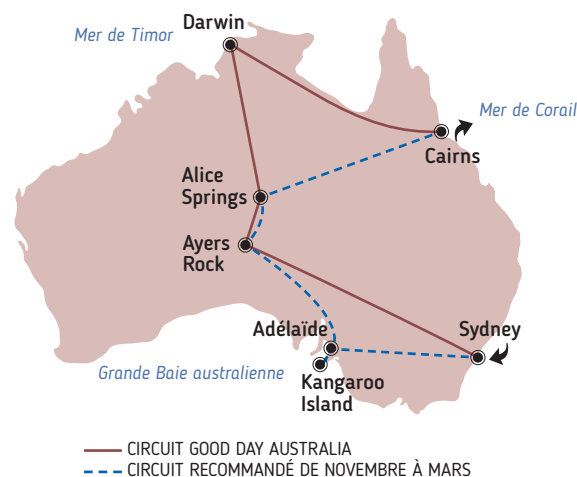 Darwin
Mer de Timor
Mer de Corail
Cairns
Alice
Springs
Ayers
Rock
Adélaïde
Sydney
Grande Baie australienne
Kangaroo
Island
CIRCUIT GOOD DAY AUSTRALIA
CIRCUIT RECOMMANDÉ DE NOVEMBRE À MARS